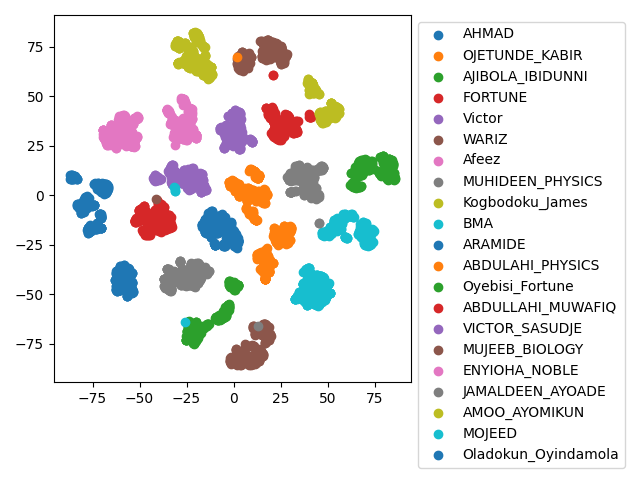 75
50
25
0
−25
−50
−75
−75
−50
−25
0
25
50
75
AHMAD
OJETUNDE_KABIR
AJIBOLA_IBIDUNNI
FORTUNE
Victor
WARIZ
Afeez
MUHIDEEN_PHYSICS
Kogbodoku_James
BMA
ARAMIDE
ABDULAHI_PHYSICS
Oyebisi_Fortune
ABDULLAHI_MUWAFIQ
VICTOR_SASUDJE
MUJEEB_BIOLOGY
ENYIOHA_NOBLE
JAMALDEEN_AYOADE
AMOO_AYOMIKUN
MOJEED
Oladokun_Oyindamola